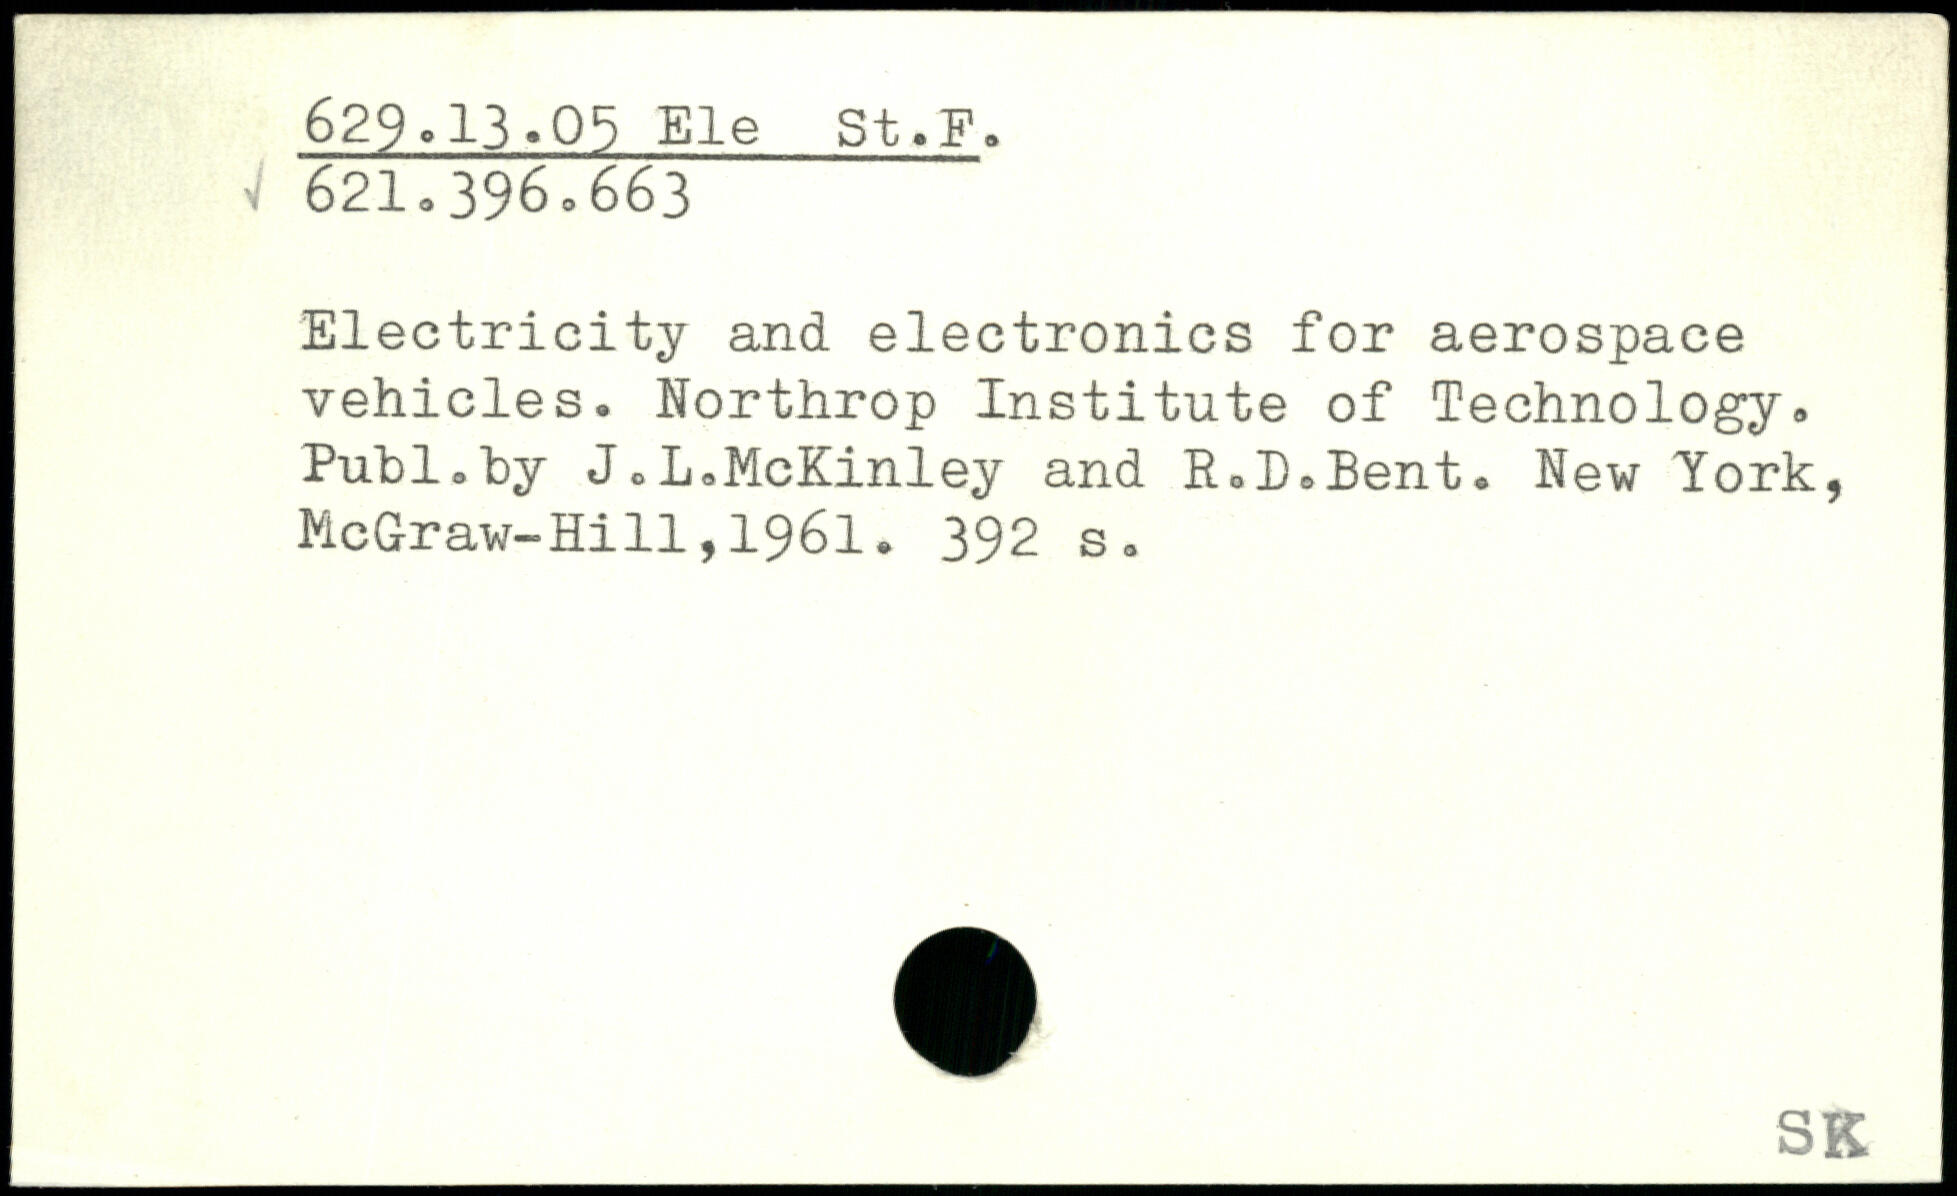 629.13.05 Ele St.F.
621.396.663
Electricity and electronics for aerospace
vehicles. Northrop Institute of Technology.
Publ.by J.L.McKinley and R.D.Bent. New York,
McGraw-Hill,1961. 392 s.
SK